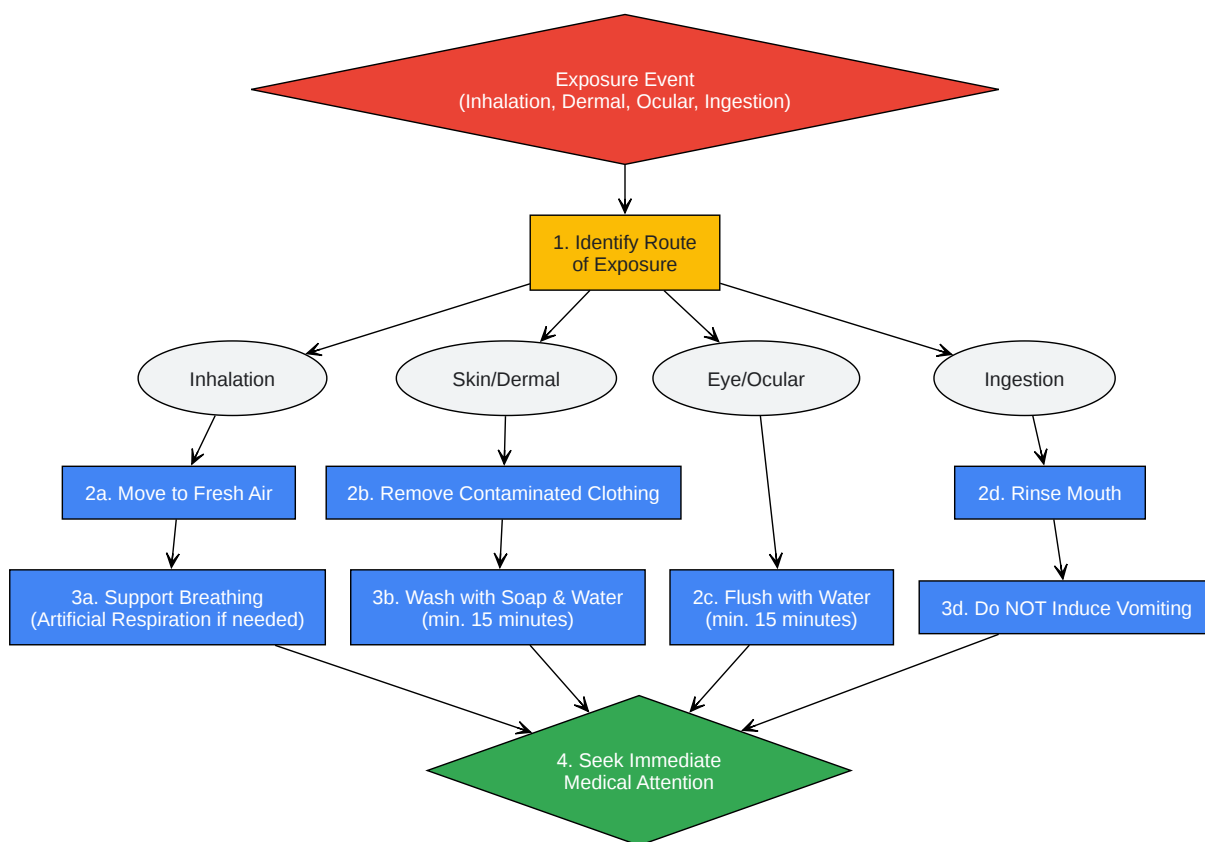 Exposure Event
(Inhalation, Dermal, Ocular, Ingestion)
1. Identify Route
of Exposure
Inhalation
Skin/Dermal
Eye/Ocular
Ingestion
2a. Move to Fresh Air
2b. Remove Contaminated Clothing
2d. Rinse Mouth
3a. Support Breathing
(Artificial Respiration if needed)
3b. Wash with Soap & Water
(min. 15 minutes)
2c. Flush with Water
(min. 15 minutes)
3d. Do NOT Induce Vomiting
4. Seek Immediate
Medical Attention